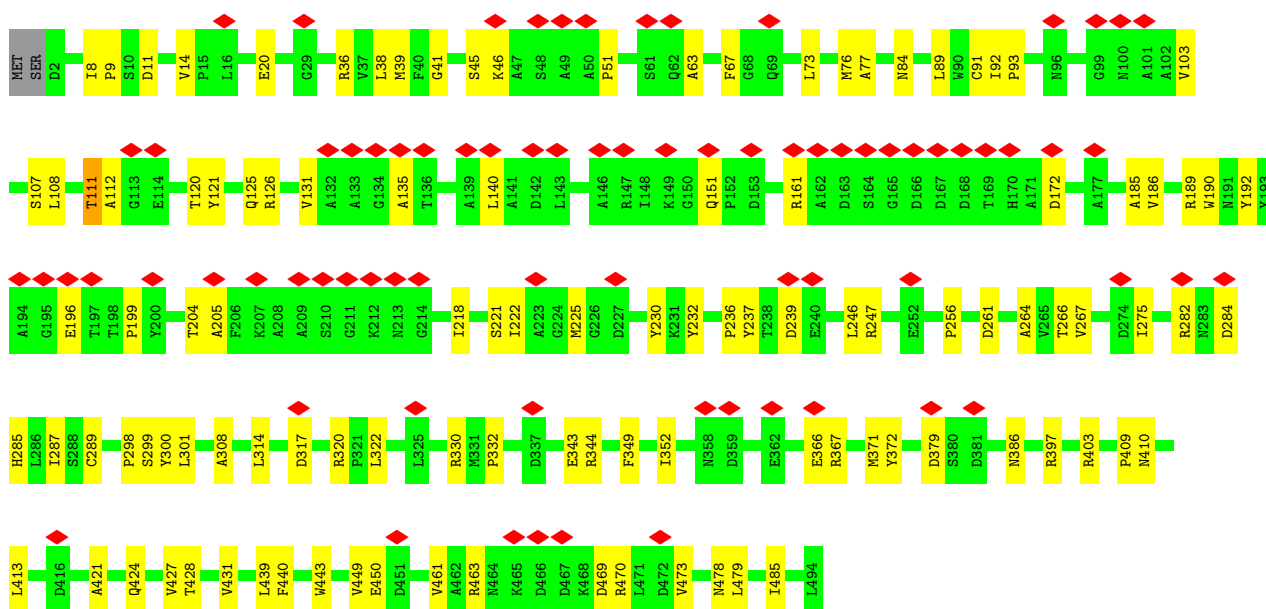 MET SER D2 I8 P9 S10 D11 V14 P15 L16 E20 G29 R36 V37 L38 M39 F40 G41 S45 K46 A47 S48 A49 A50 P51 S61 Q62 A63 F67 G68 Q69 L73 M76 A77 N84 L89 W90 C91 I92 P93 N96 G99 N100 A101 A102 V103
S107 L108 T111 A112 G113 E114 T120 Y121 Q125 R126 V131 A132 A133 G134 A135 T136 A139 L140 A141 D142 L143 A146 R147 I148 K149 G150 Q151 P152 D153 R161 A162 D163 S164 G165 D166 D167 D168 T169 H170 A171 D172 A177 A185 V186 R189 W190 N191 Y192 Y193
A194 G195 E196 T197 T198 P199 Y200 T204 A205 F206 K207 A208 A209 S210 G211 K212 N213 G214 I218 S221 I222 A223 G224 M225 G226 D227 Y230 K231 Y232 P236 Y237 T238 D239 E240 L246 R247 E252 P256 D261 A264 V265 T266 V267 D274 I275 R282 N283 D284
H285 L286 I287 S288 C289 P298 S299 Y300 L301 A308 L314 D317 R320 P321 L322 L325 R330 M331 P332 D337 E343 R344 F349 I352 N358 D359 E362 E366 R367 M371 Y372 D379 S380 D381 N386 R397 R403 P409 N410
L413 D416 A421 Q424 V427 T428 V431 L439 F440 W443 V449 E450 D451 V461 A462 R463 N464 K465 D466 D467 K468 D469 R470 L471 D472 V473 N478 L479 I485 L494